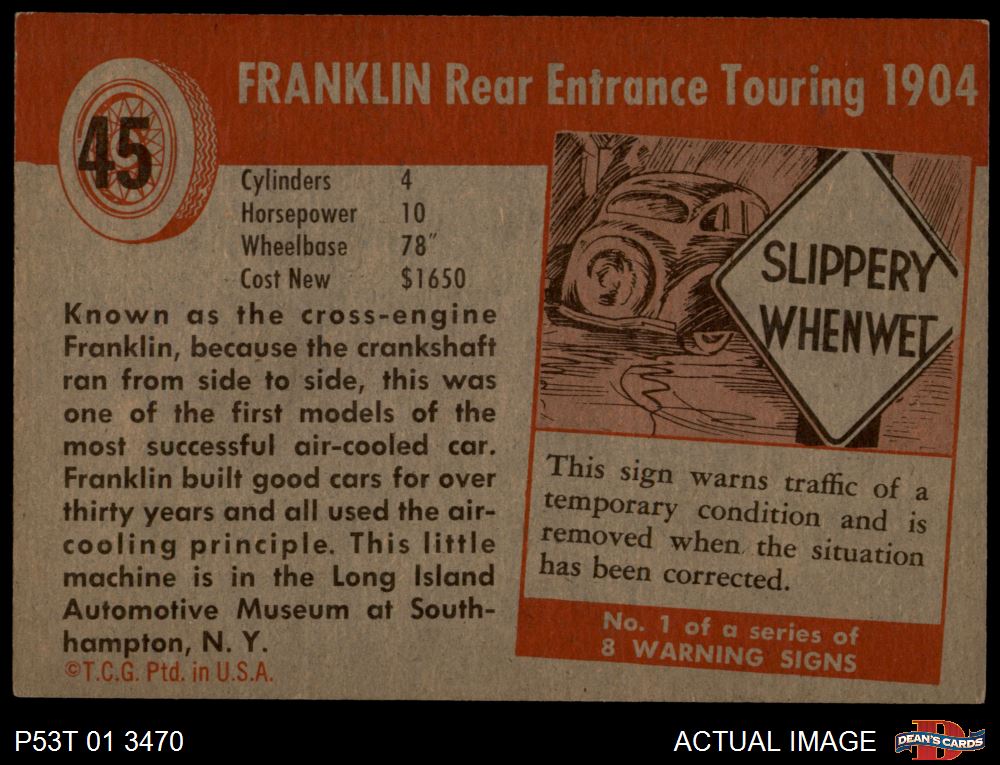 FRANKLIN Rear Entrance Touring 1904
45
Cylinders 4
Horsepower 10
Wheelbase 78"
Cost New $1650
Known as the cross-engine
Franklin, because the crankshaft
ran from side to side, this was
one of the first models of the
most successful air-cooled car.
Franklin built good cars for over
thirty years and all used the air-
cooling principle. This little
machine is in the Long Island
Automotive Museum at South-
hampton, N. Y.
©T.C.G. Ptd. in U.S.A.
SLIPPERY
WHEN WET
This sign warns traffic of a
temporary condition and is
removed when the situation
has been corrected.
No. 1 of a series of
8 WARNING SIGNS
P53T 01 3470
ACTUAL IMAGE
D
DEAN'S CARDS